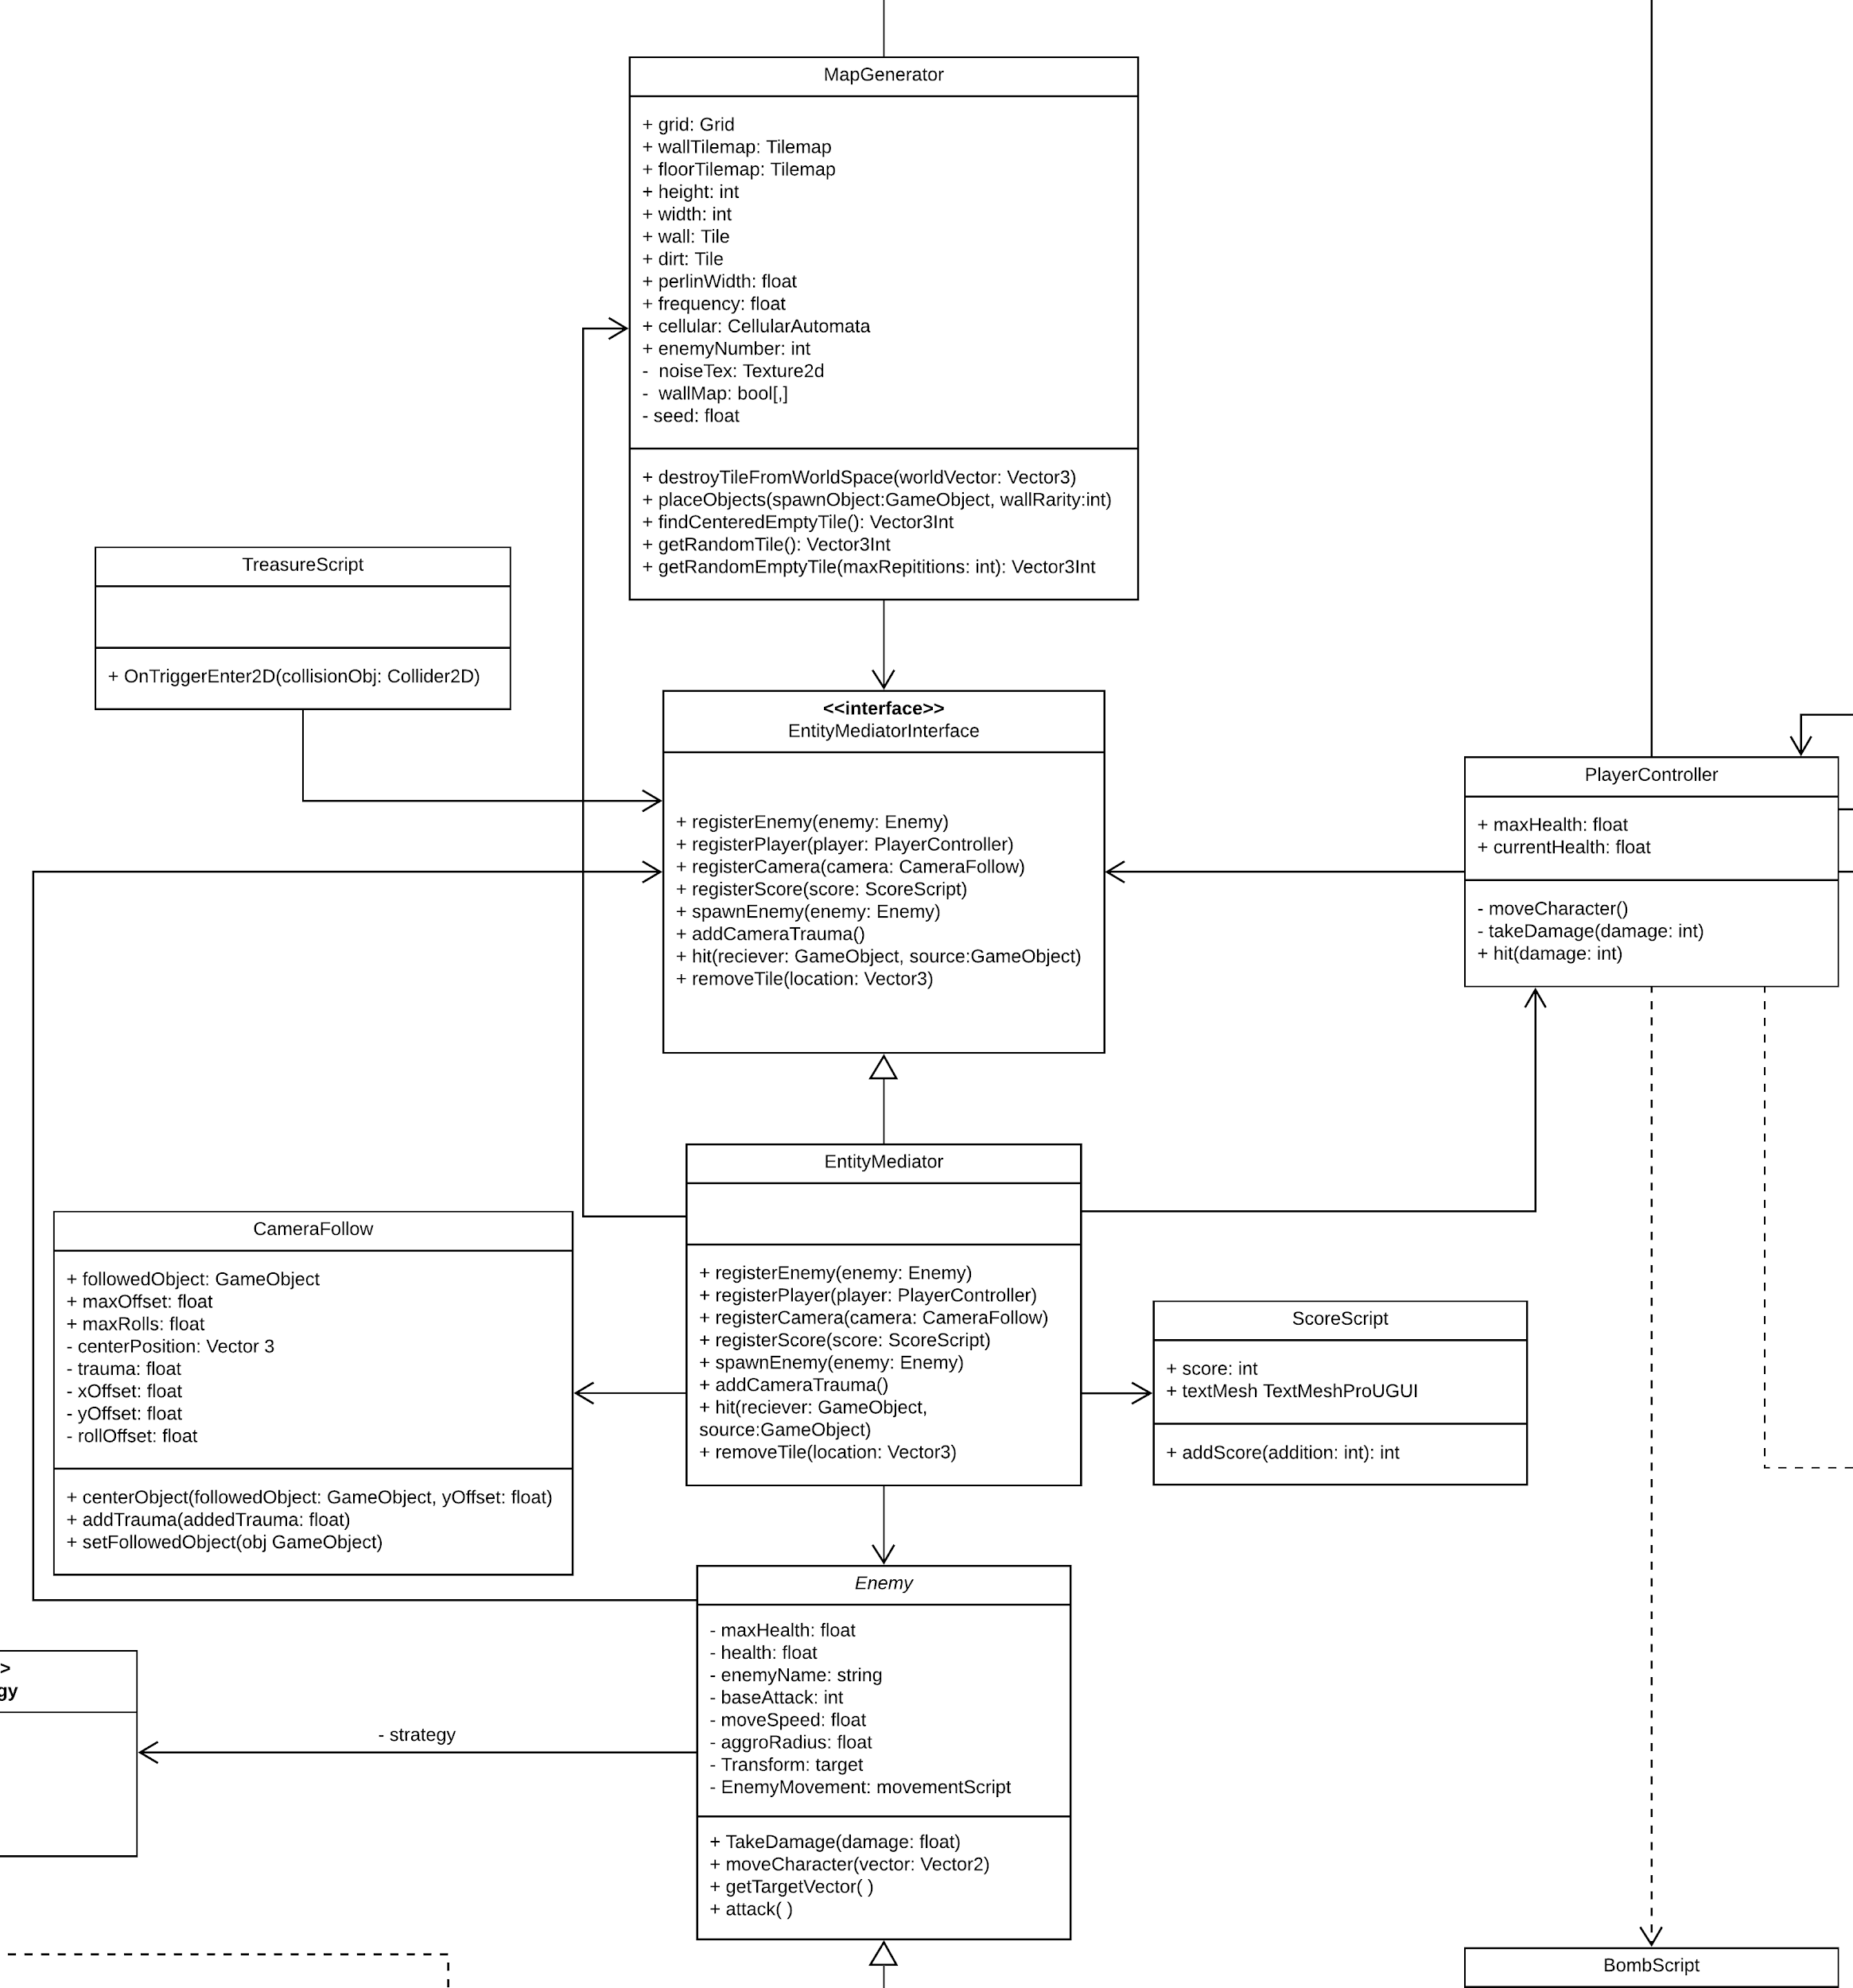 MapGenerator
+ grid: Grid
+ wallTilemap: Tilemap
+ floorTilemap: Tilemap
+ height: int
+ width: int
+ wall: Tile
+ dirt: Tile
+ perlinWidth: float
+ frequency: float
+ cellular: CellularAutomata
+ enemyNumber: int
-  noiseTex: Texture2d
-  wallMap: bool[,]
- seed: float
+ destroyTileFromWorldSpace(worldVector: Vector3)
+ placeObjects(spawnObject:GameObject, wallRarity:int)
+ findCenteredEmptyTile(): Vector3Int
+ getRandomTile(): Vector3Int
+ getRandomEmptyTile(maxRepititions: int): Vector3Int
TreasureScript
+ OnTriggerEnter2D(collisionObj: Collider2D)
<<interface>>
EntityMediatorInterface
+ registerEnemy(enemy: Enemy)
+ registerPlayer(player: PlayerController)
+ registerCamera(camera: CameraFollow)
+ registerScore(score: ScoreScript)
+ spawnEnemy(enemy: Enemy)
+ addCameraTrauma()
+ hit(reciever: GameObject, source:GameObject)
+ removeTile(location: Vector3)
PlayerController
+ maxHealth: float
+ currentHealth: float
- moveCharacter()
- takeDamage(damage: int)
+ hit(damage: int)
EntityMediator
+ registerEnemy(enemy: Enemy)
+ registerPlayer(player: PlayerController)
+ registerCamera(camera: CameraFollow)
+ registerScore(score: ScoreScript)
+ spawnEnemy(enemy: Enemy)
+ addCameraTrauma()
+ hit(reciever: GameObject,
source:GameObject)
+ removeTile(location: Vector3)
CameraFollow
+ followedObject: GameObject
+ maxOffset: float
+ maxRolls: float
- centerPosition: Vector 3
- trauma: float
- xOffset: float
- yOffset: float
- rollOffset: float
+ centerObject(followedObject: GameObject, yOffset: float)
+ addTrauma(addedTrauma: float)
+ setFollowedObject(obj GameObject)
ScoreScript
+ score: int
+ textMesh TextMeshProUGUI
+ addScore(addition: int): int
Enemy
- maxHealth: float
- health: float
- enemyName: string
- baseAttack: int
- moveSpeed: float
- aggroRadius: float
- Transform: target
- EnemyMovement: movementScript
+ TakeDamage(damage: float)
+ moveCharacter(vector: Vector2)
+ getTargetVector( )
+ attack( )
>
gy
- strategy
BombScript